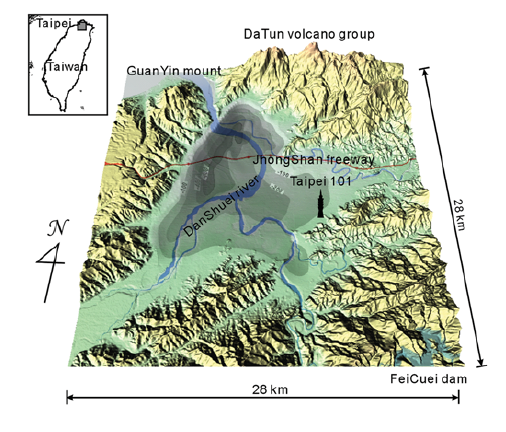 Taipei
Taiwan
DaTun volcano group
GuanYin mount
JhongShan freeway
Taipei 101
DanShuei river
N
28 km
28 km
FeiCuei dam